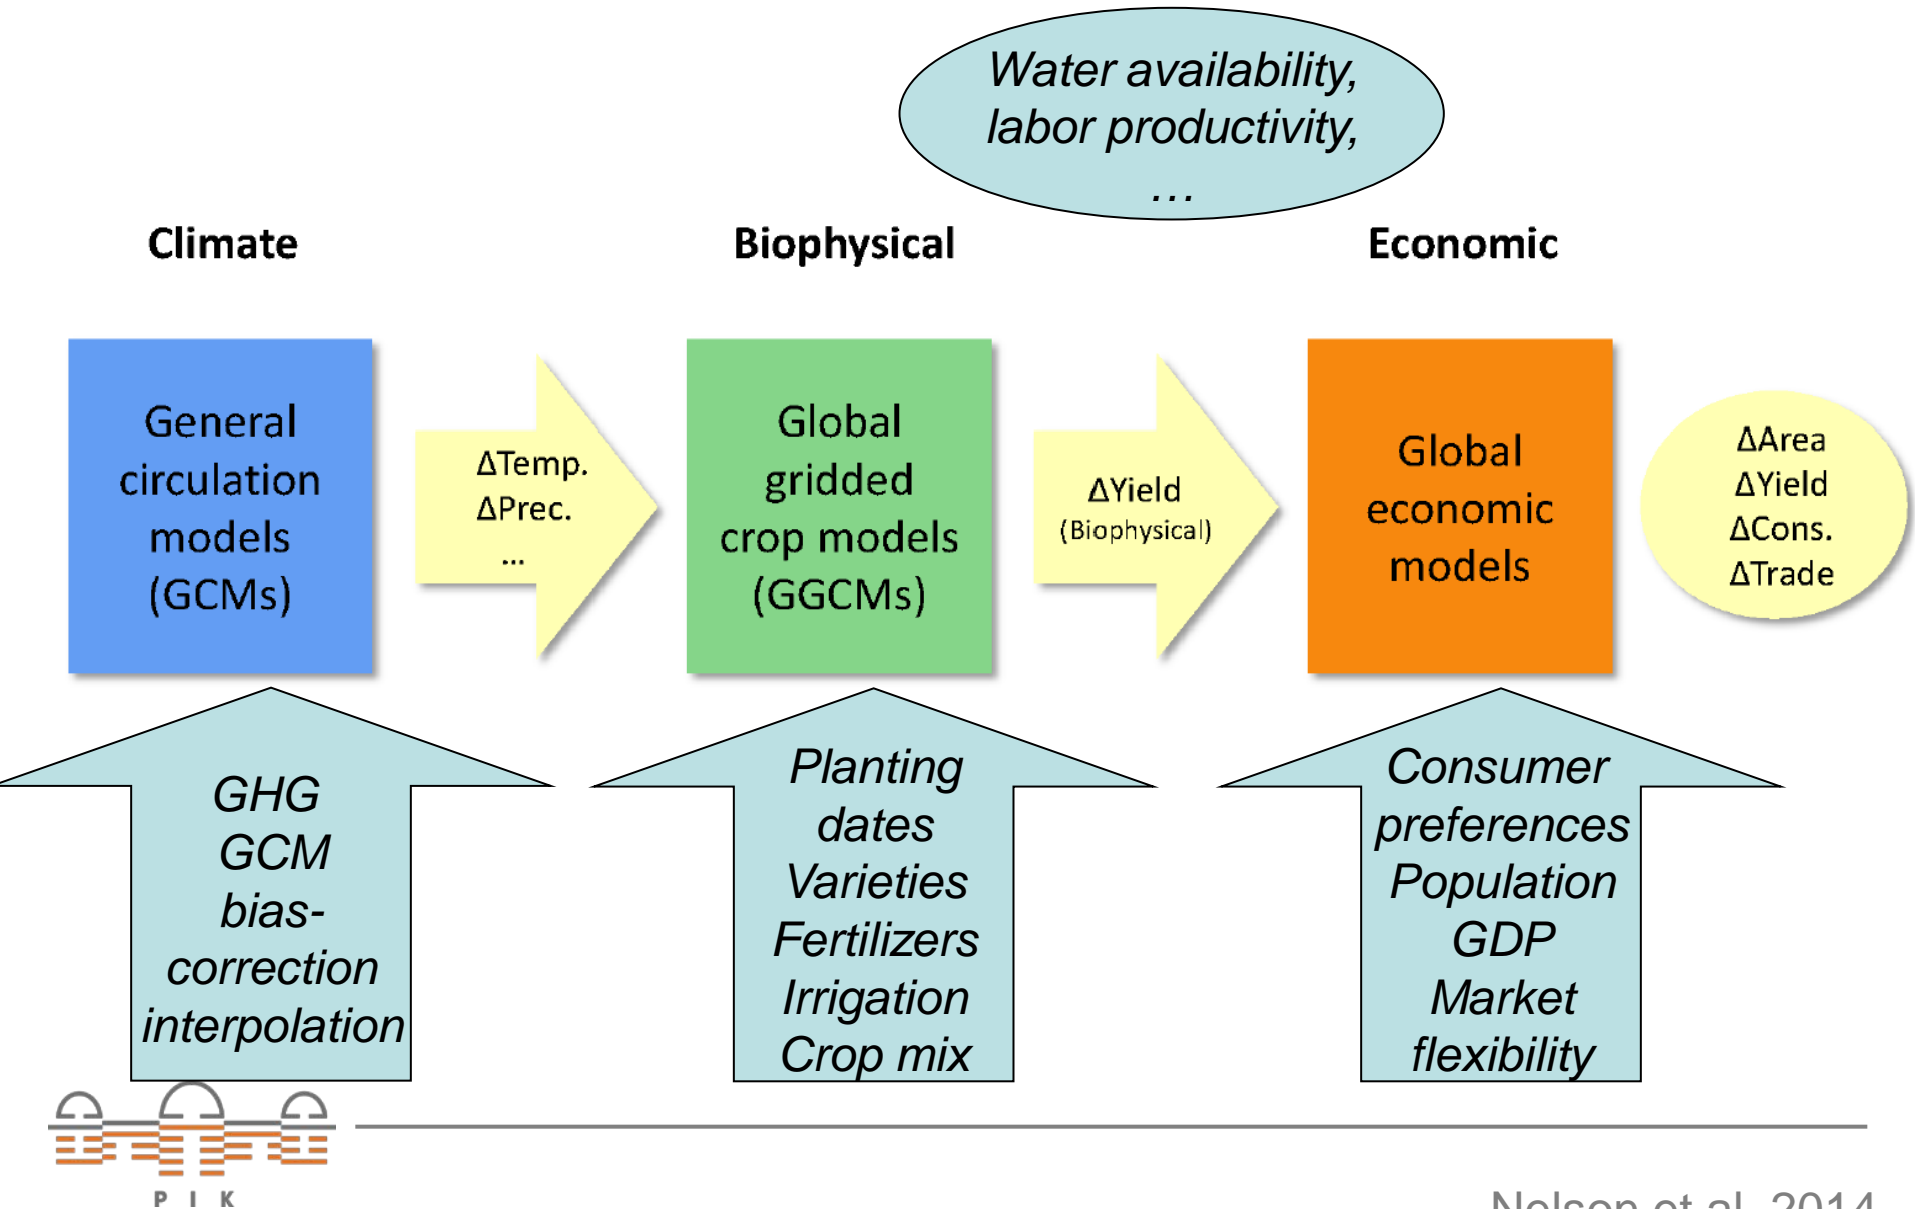 Water availability,
labor productivity,
…
Climate
Biophysical
Economic
General
circulation
models
(GCMs)
ΔTemp.
ΔPrec.
...
Global
gridded
crop models
(GGCMs)
ΔYield
(Biophysical)
Global
economic
models
ΔArea
ΔYield
ΔCons.
ΔTrade
GHG
GCM
bias-
correction
interpolation
Planting
dates
Varieties
Fertilizers
Irrigation
Crop mix
Consumer
preferences
Population
GDP
Market
flexibility
P I K
Nelson et al. 2014